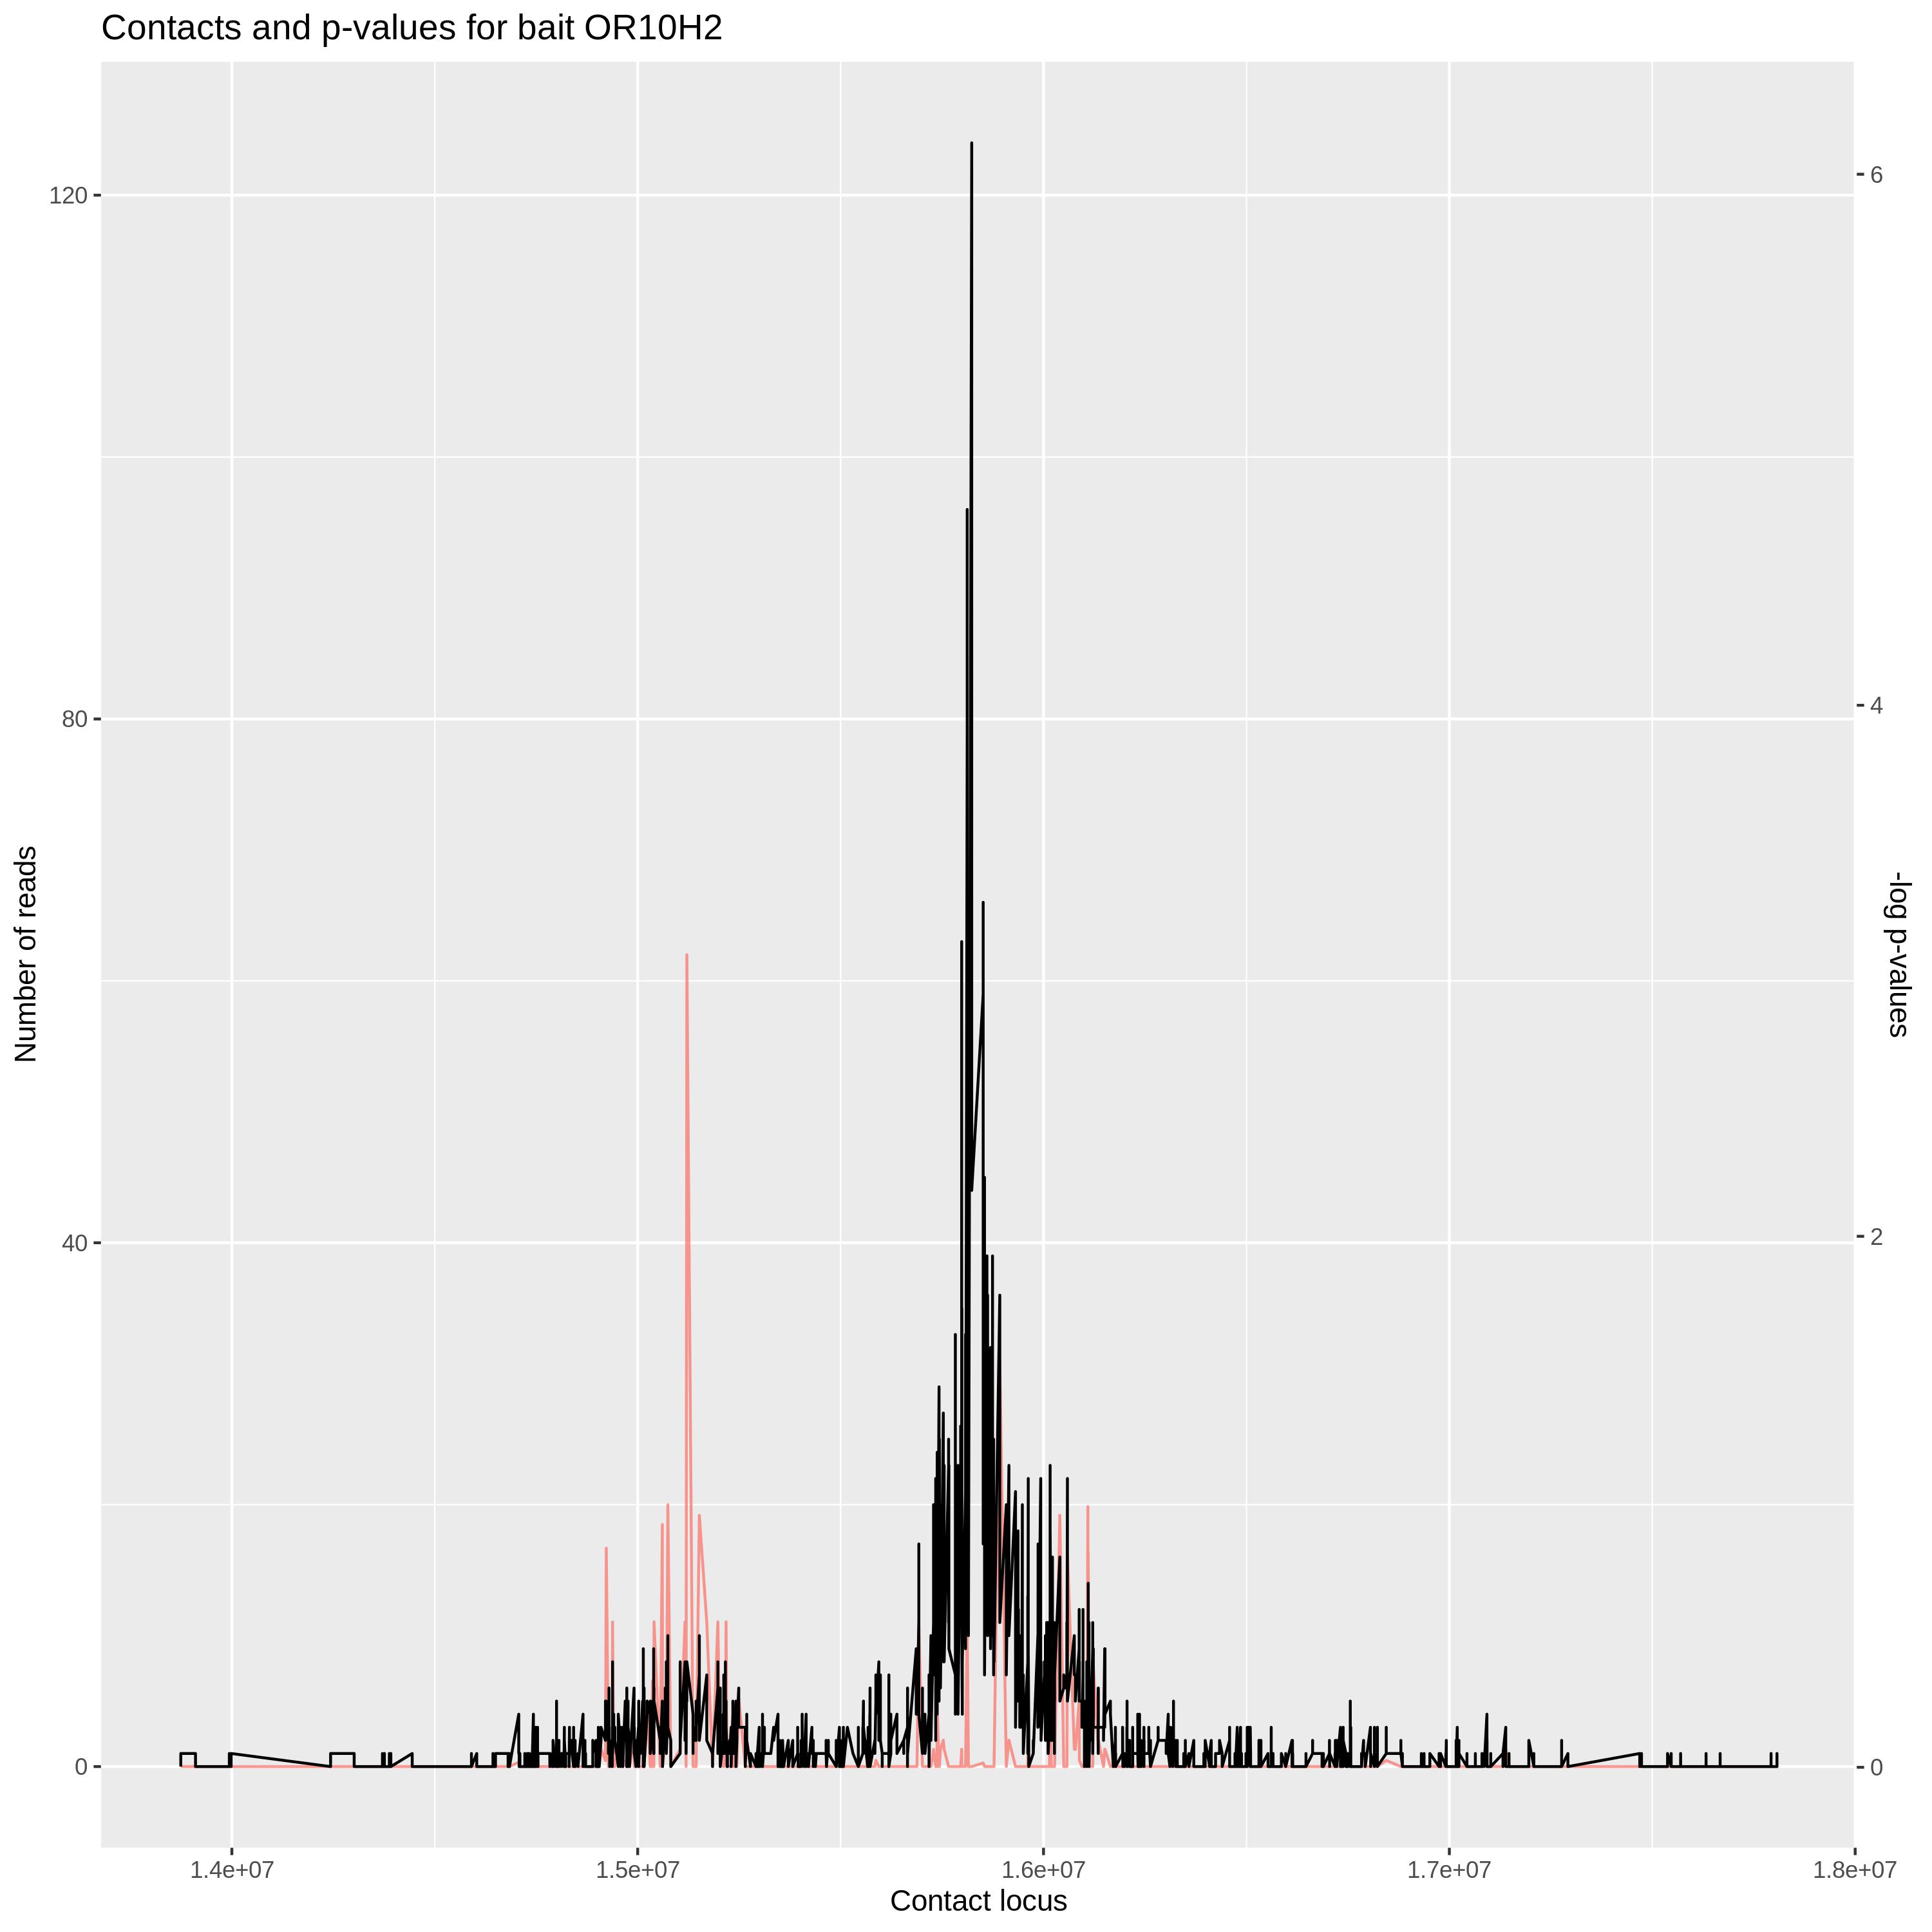 Contacts and p-values for bait OR10H2
Number of reads
120
80
40
0
6
4
2
0
-log p-values
1.4e+07 1.5e+07 1.6e+07 1.7e+07 1.8e+07
Contact locus